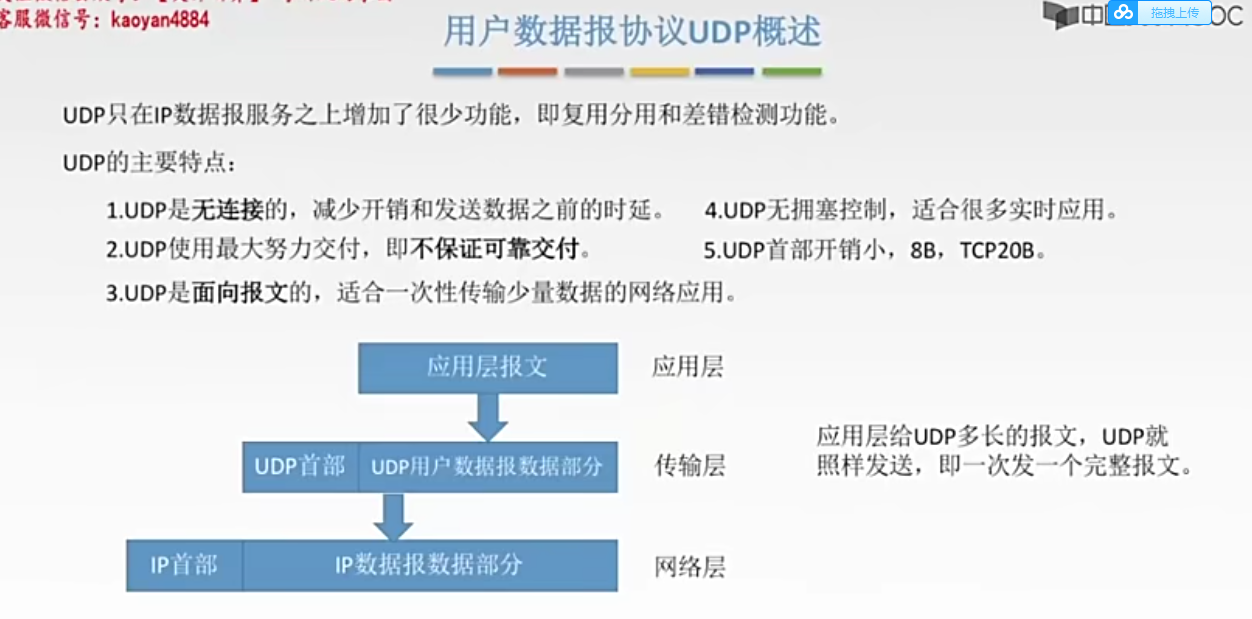 客服微信号：kaoyan4884
拖拽上传
用户数据报协议UDP概述
UDP只在IP数据报服务之上增加了很少功能，即复用分用和差错检测功能。
UDP的主要特点：
1.UDP是无连接的，减少开销和发送数据之前的时延。
2.UDP使用最大努力交付，即不保证可靠交付。
3.UDP是面向报文的，适合一次性传输少量数据的网络应用。
4.UDP无拥塞控制，适合很多实时应用。
5.UDP首部开销小，8B，TCP20B。
应用层报文 应用层
UDP首部 UDP用户数据报数据部分 传输层
IP首部 IP数据报数据部分 网络层
应用层给UDP多长的报文，UDP就
照样发送，即一次发一个完整报文。